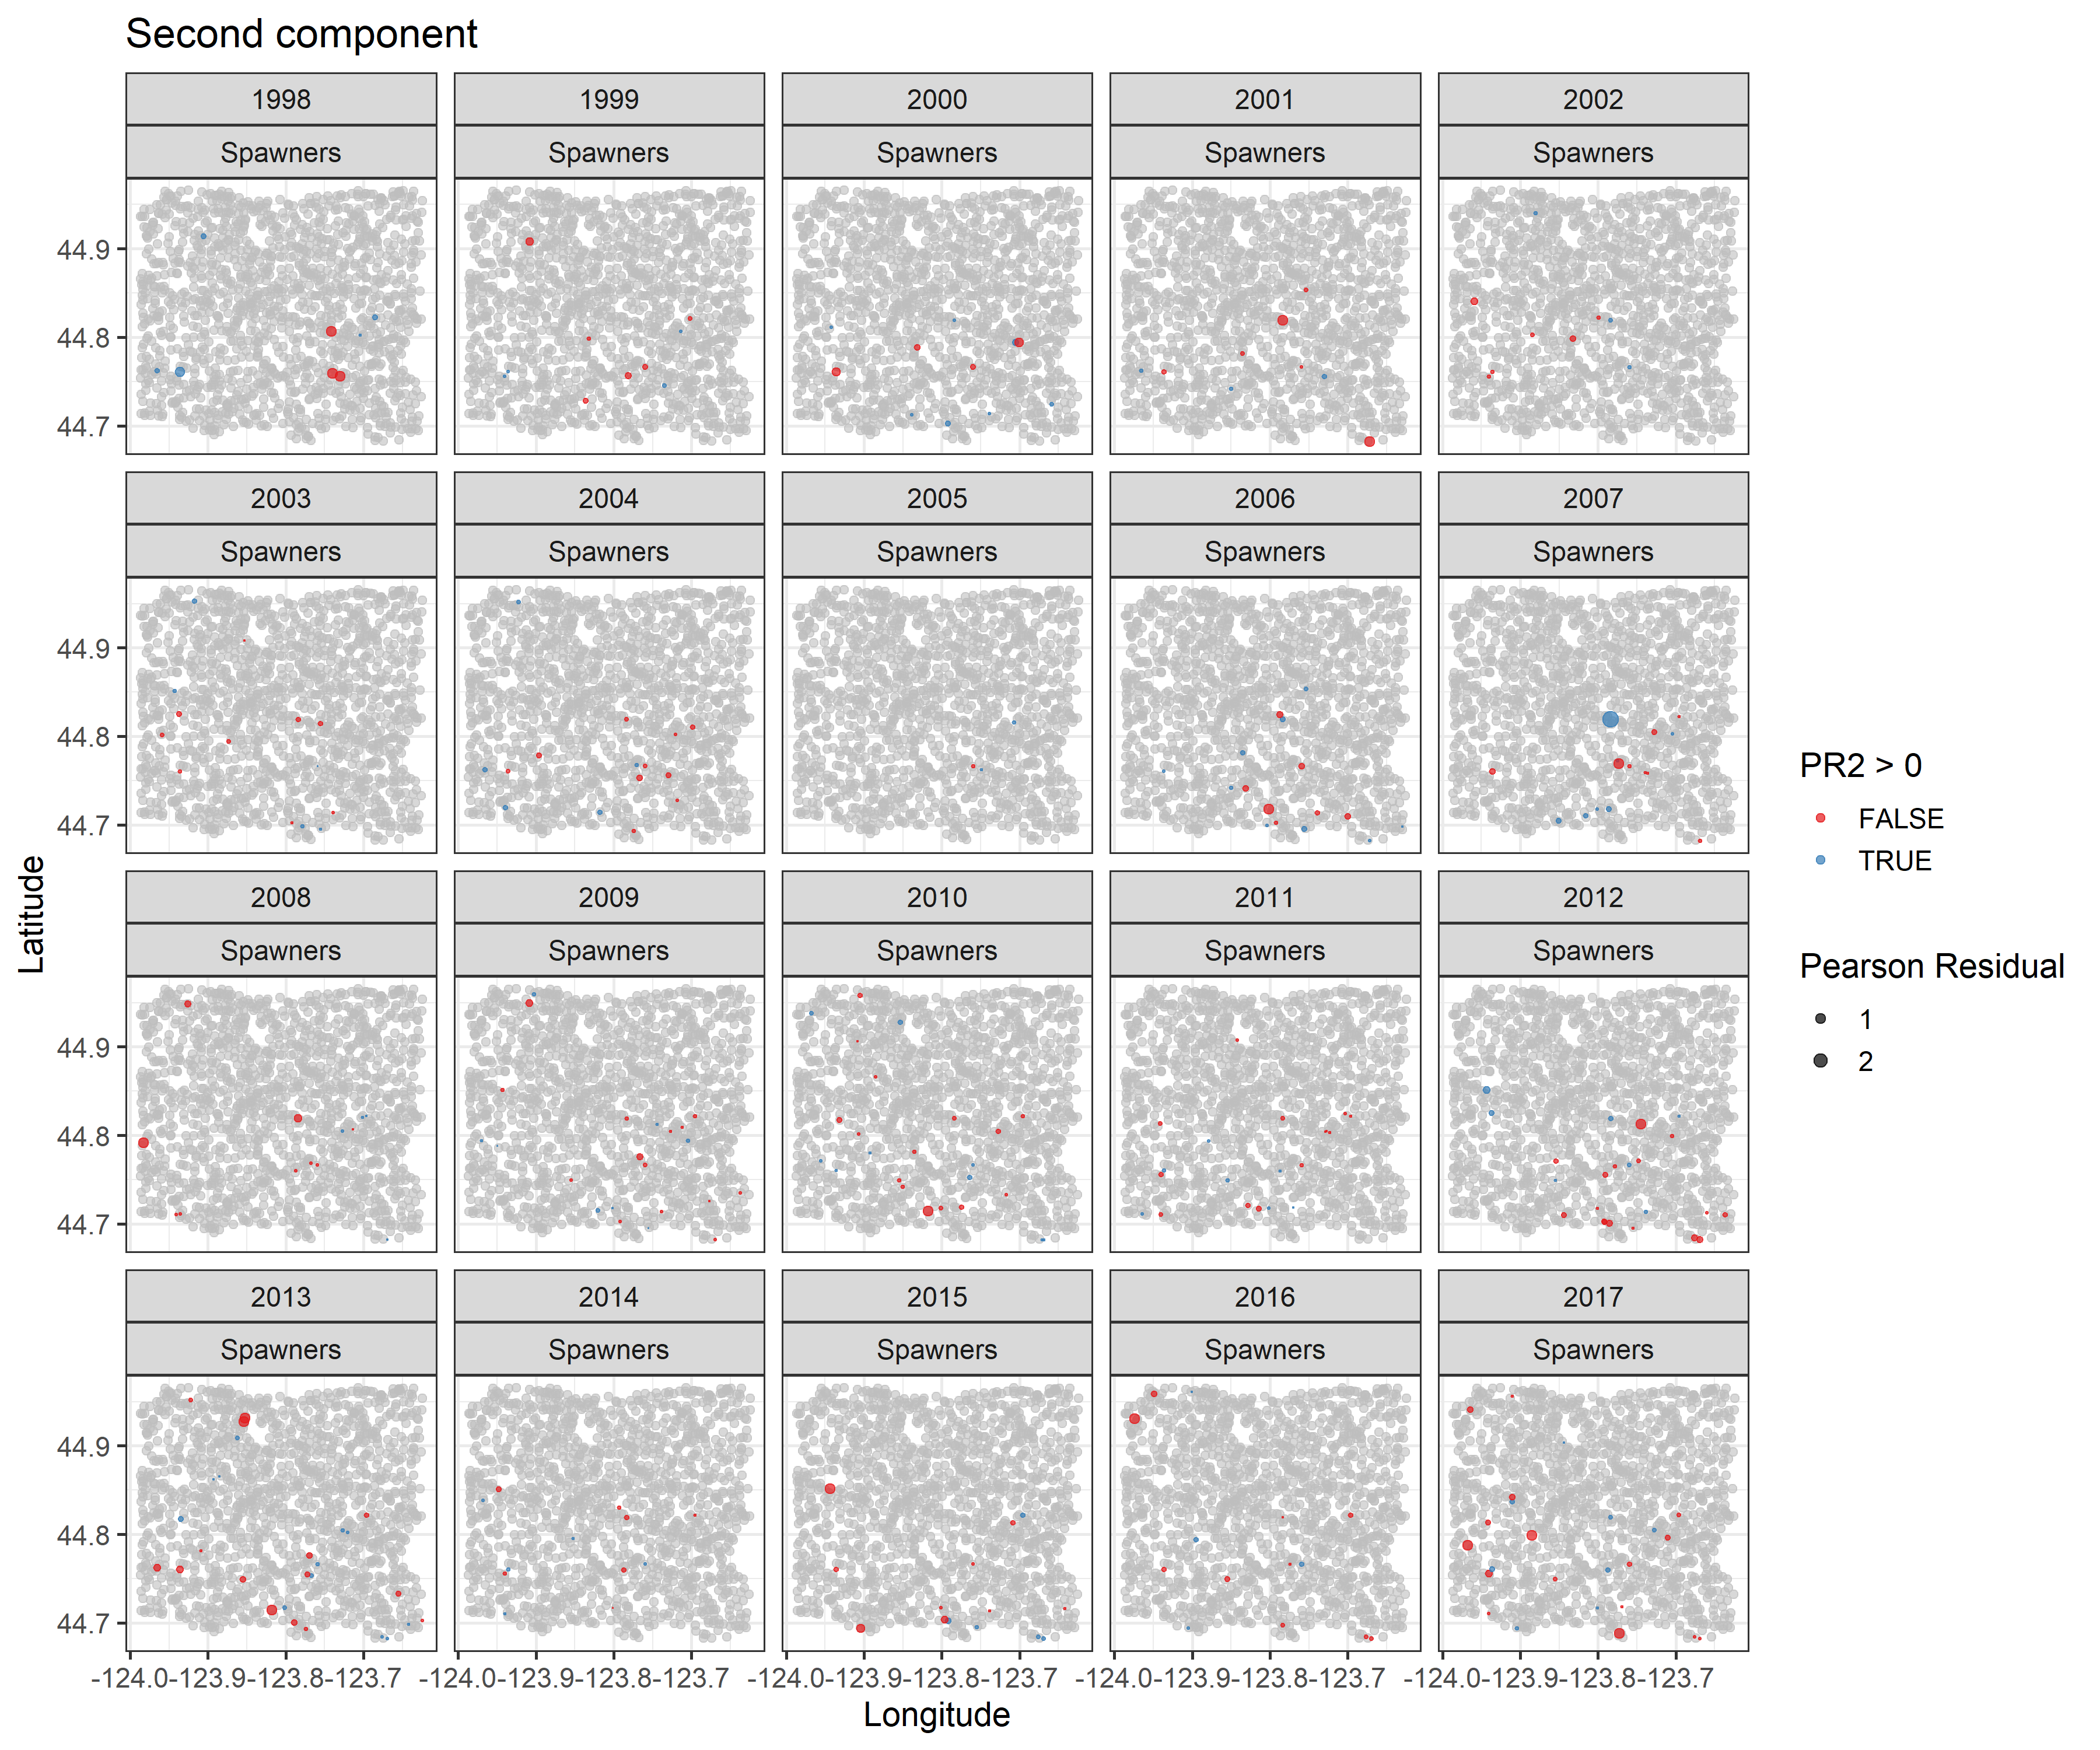 Second component
1998 1999 2000 2001 2002
Spawners Spawners Spawners Spawners Spawners
44.9
44.8
44.7
2003 2004 2005 2006 2007
Spawners Spawners Spawners Spawners Spawners
44.9
44.8
44.7
2008 2009 2010 2011 2012
Spawners Spawners Spawners Spawners Spawners
44.9
44.8
44.7
2013 2014 2015 2016 2017
Spawners Spawners Spawners Spawners Spawners
44.9
44.8
44.7
-124.0-123.9-123.8-123.7 -124.0-123.9-123.8-123.7 -124.0-123.9-123.8-123.7 -124.0-123.9-123.8-123.7 -124.0-123.9-123.8-123.7
Longitude
Latitude
PR2 > 0
FALSE
TRUE
Pearson Residual
1
2